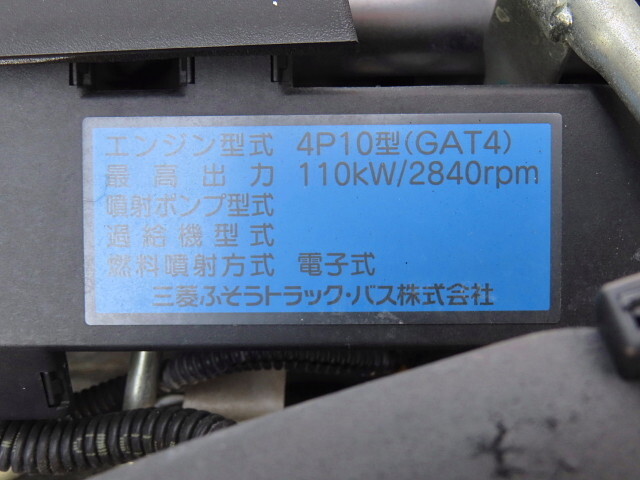 エンジン型式 4P10型(GAT4)
最高出力 110kW/2840rpm
噴射ポンプ型式
過給機型式
燃料噴射方式 電子式
三菱ふそうトラック・バス株式会社